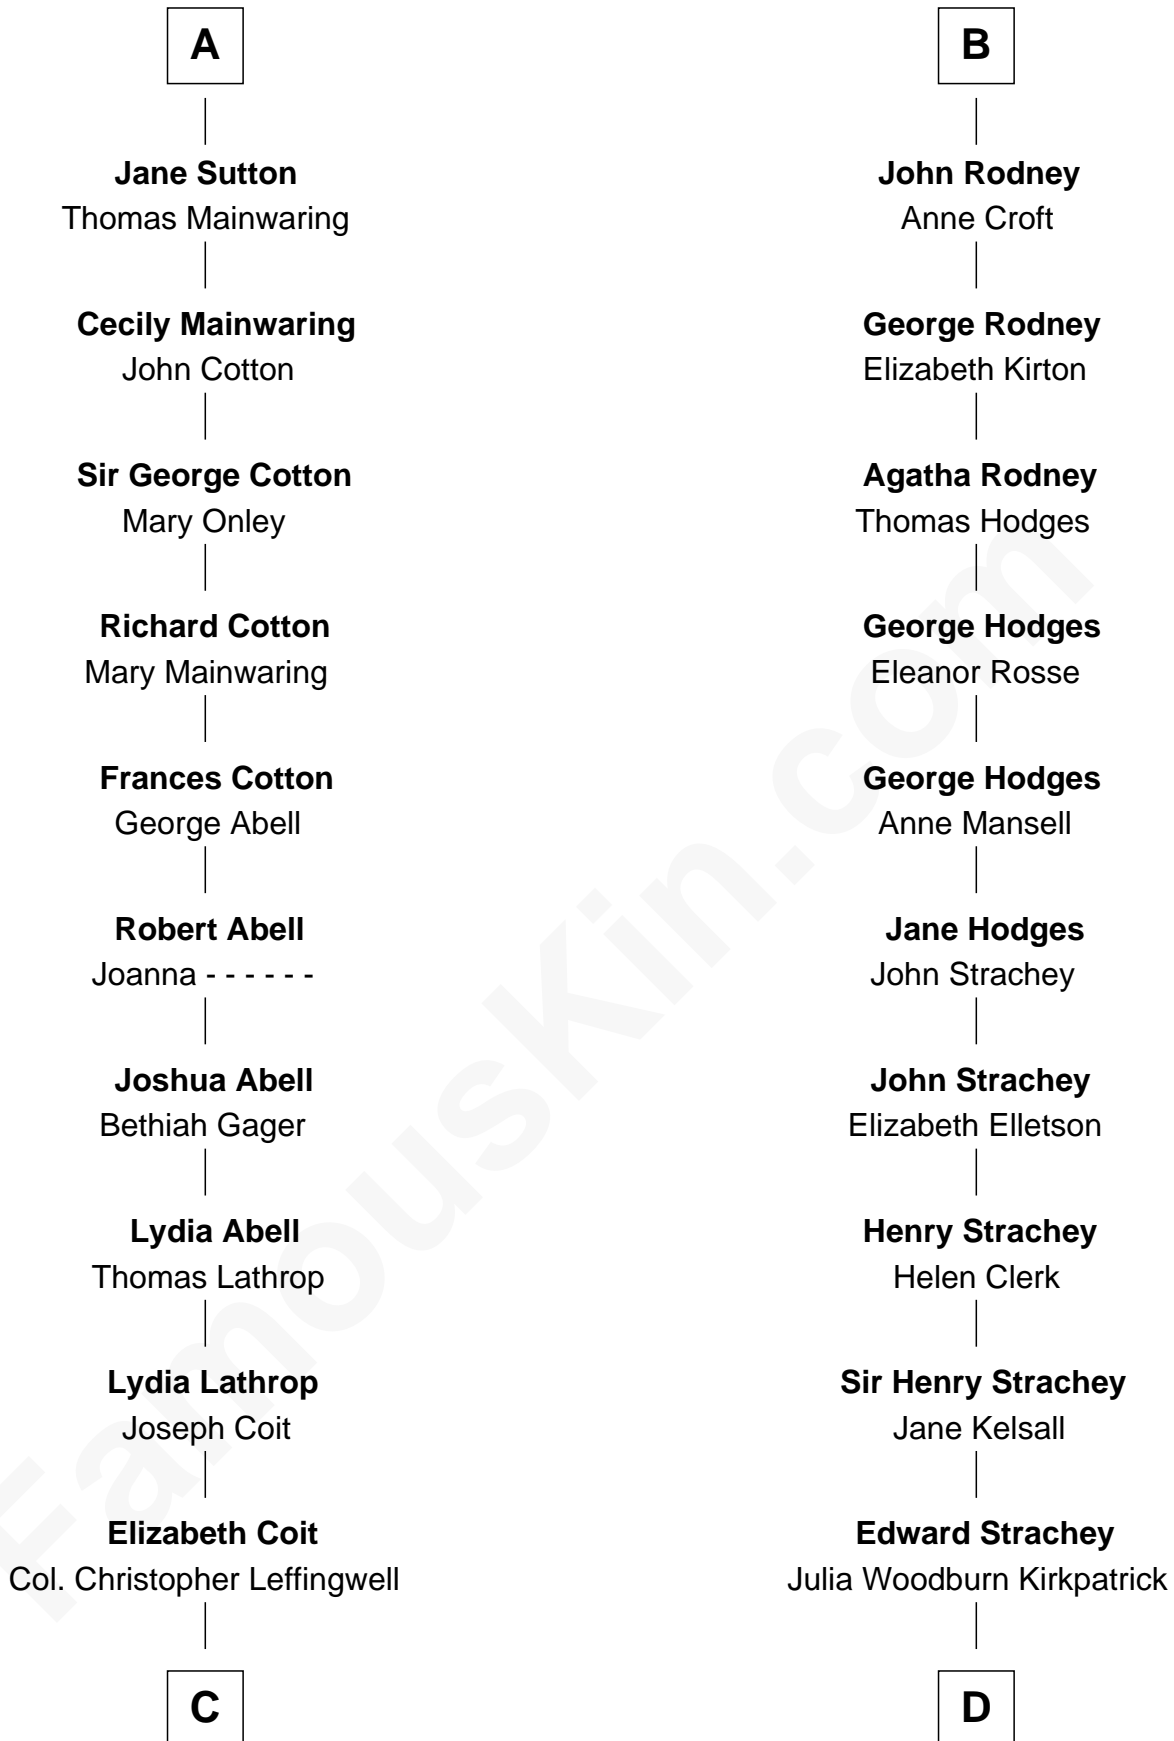 A
Jane Sutton
Thomas Mainwaring
Cecily Mainwaring
John Cotton
Sir George Cotton
Mary Onley
Richard Cotton
Mary Mainwaring
Frances Cotton
George Abell
Robert Abell
Joanna - - - - - -
Joshua Abell
Bethiah Gager
Lydia Abell
Thomas Lathrop
Lydia Lathrop
Joseph Coit
Elizabeth Coit
Col. Christopher Leffingwell
C
B
John Rodney
Anne Croft
George Rodney
Elizabeth Kirton
Agatha Rodney
Thomas Hodges
George Hodges
Eleanor Rosse
George Hodges
Anne Mansell
Jane Hodges
John Strachey
John Strachey
Elizabeth Elletson
Henry Strachey
Helen Clerk
Sir Henry Strachey
Jane Kelsall
Edward Strachey
Julia Woodburn Kirkpatrick
D
FamousKin.com